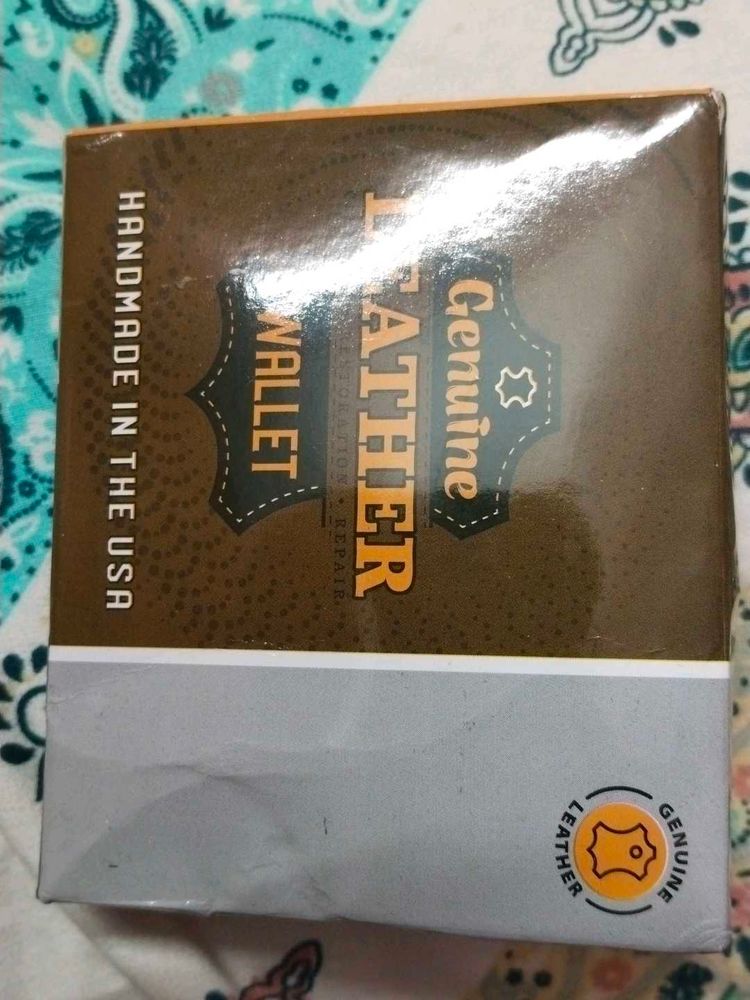 Genuine
LEATHER
RESTORATION • REPAIR
WALLET
HANDMADE IN THE USA
GENUINE
LEATHER